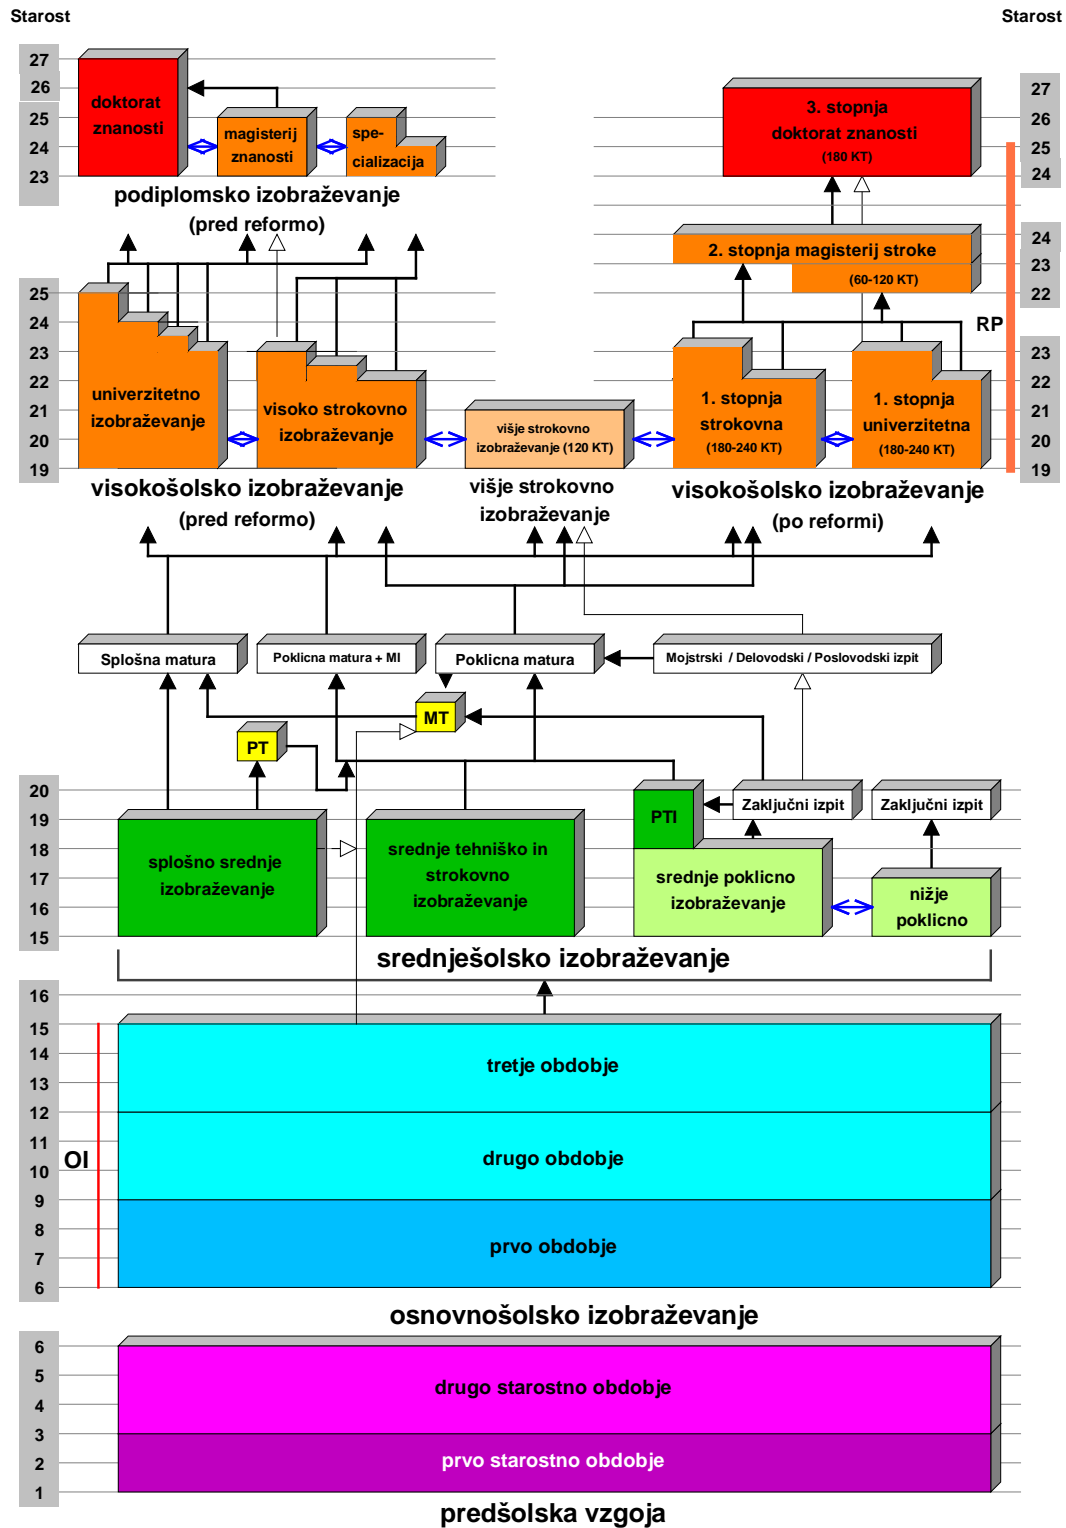 Starost
Starost
27
26
25
24
23
doktorat
znanosti
magisterij
znanosti
spe-
cializacija
podiplomsko izobraževanje
(pred reformo)
27
26
25
24
3. stopnja
doktorat znanosti
(180 KT)
24
23
22
2. stopnja magisterij stroke
(60-120 KT)
RP
25
24
23
22
21
20
19
univerzitetno
izobraževanje
visoko strokovno
izobraževanje
višje strokovno
izobraževanje (120 KT)
1. stopnja
strokovna
(180-240 KT)
1. stopnja
univerzitetna
(180-240 KT)
23
22
21
20
19
visokošolsko izobraževanje
(pred reformo)
višje strokovno
izobraževanje
visokošolsko izobraževanje
(po reformi)
Splošna matura
Poklicna matura + MI
Poklicna matura
Mojstrski / Delovodski / Poslovodski izpit
MT
PT
20
19
18
17
16
15
splošno srednje
izobraževanje
srednje tehniško in
strokovno
izobraževanje
PTI
Zaključni izpit
Zaključni izpit
srednje poklicno
izobraževanje
nižje
poklicno
srednješolsko izobraževanje
16
15
14
13
12
11
10
9
8
7
6
OI
tretje obdobje
drugo obdobje
prvo obdobje
osnovnošolsko izobraževanje
6
5
4
3
2
1
drugo starostno obdobje
prvo starostno obdobje
predšolska vzgoja